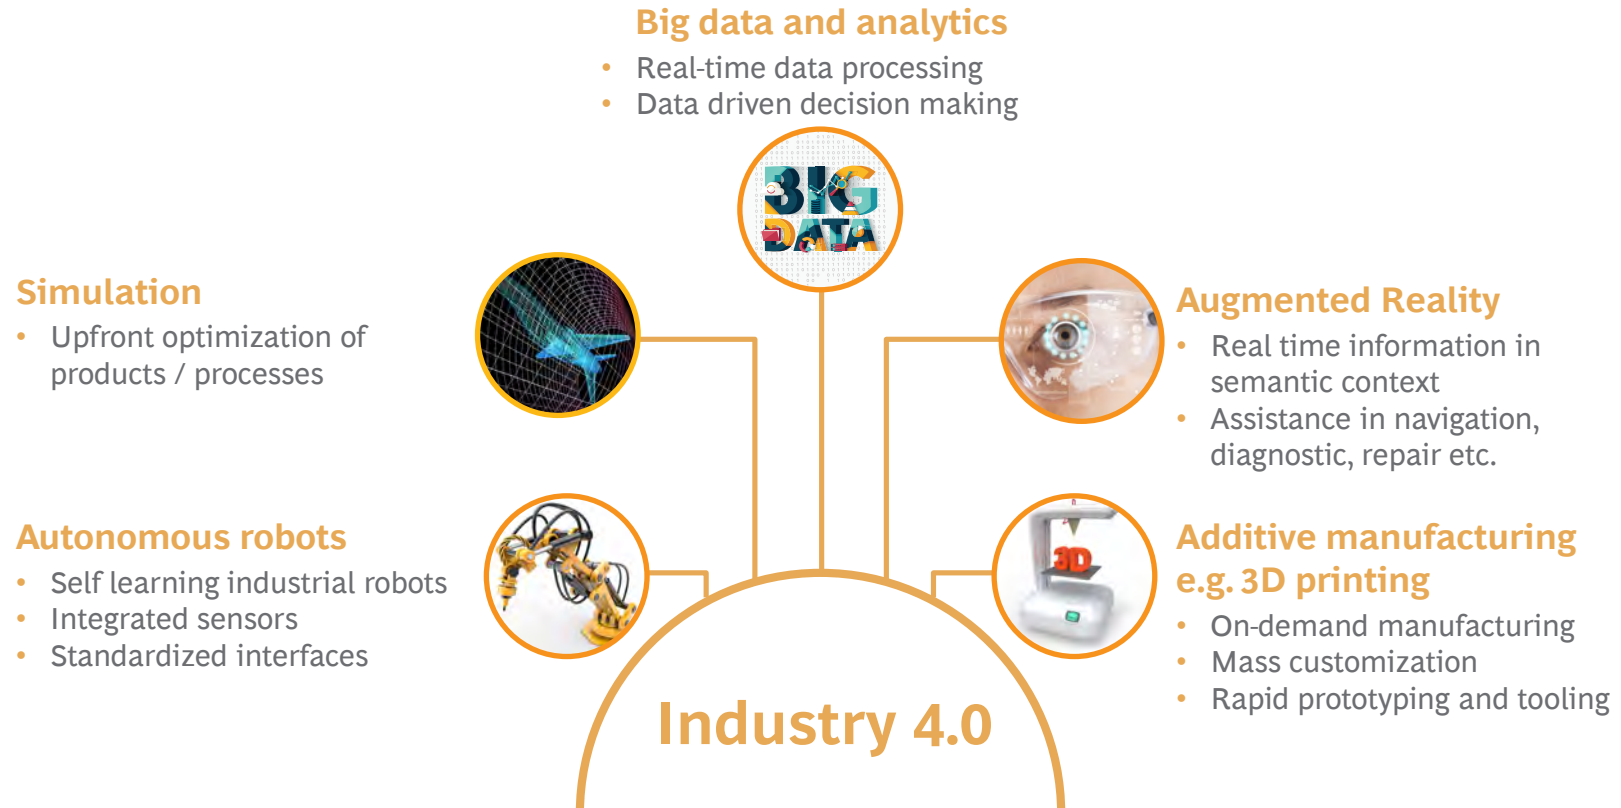 Big data and analytics
• Real-time data processing
• Data driven decision making
BIG
DATA
Simulation
• Upfront optimization of
products / processes
Augmented Reality
• Real time information in
semantic context
• Assistance in navigation,
diagnostic, repair etc.
Autonomous robots
• Self learning industrial robots
• Integrated sensors
• Standardized interfaces
3D
Additive manufacturing
e.g. 3D printing
• On-demand manufacturing
• Mass customization
• Rapid prototyping and tooling
Industry 4.0